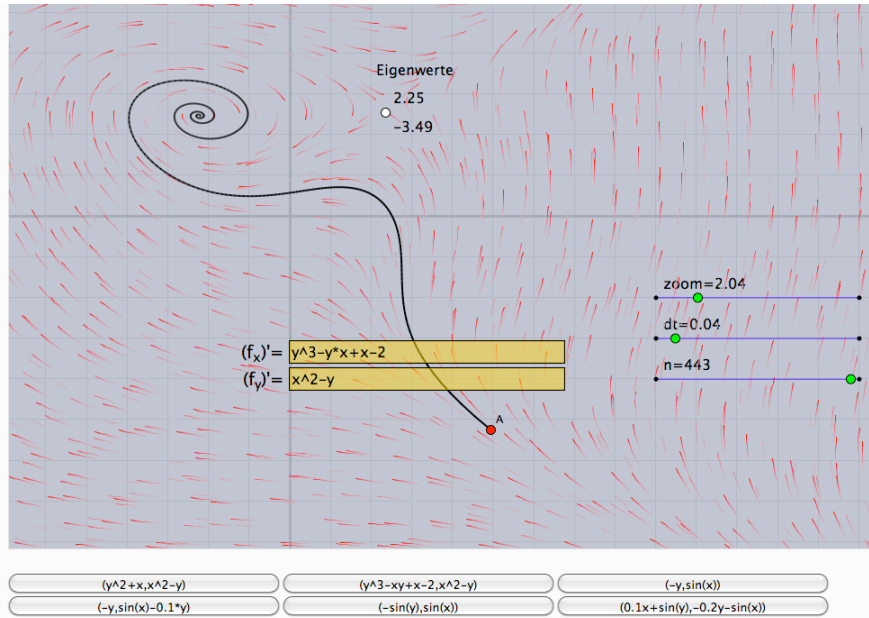 Eigenwerte
2.25
−3.49
zoom=2.04
dt=0.04
(fₓ)'= y^3−y*x+x−2
n=443
(fᵧ)'= x^2−y
A
(y^2+x,x^2−y) (y^3−xy+x−2,x^2−y) (−y,sin(x))
(−y,sin(x)−0.1*y) (−sin(y),sin(x)) (0.1x+sin(y),−0.2y−sin(x))